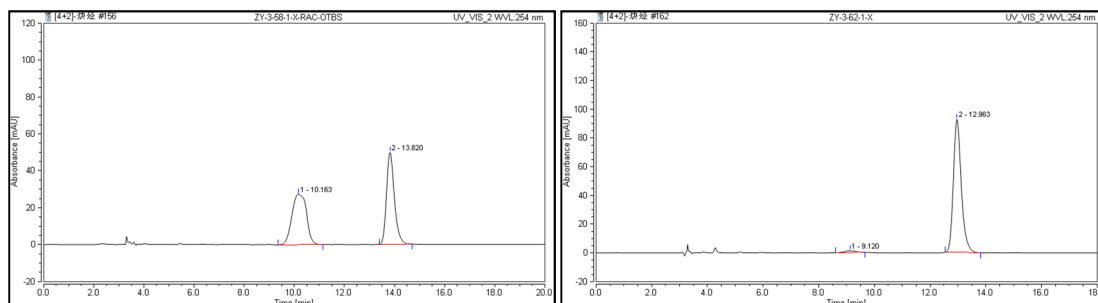 [4+2]-炔烃 #156 ZY-3-58-1-X-RAC-OTBS UV_VIS_2 WVL:254 nm
120
100
80
60
40
20
0
-20
Absorbance [mAU]
1 - 10.163
2 - 13.820
0.0 2.0 4.0 6.0 8.0 10.0 12.0 14.0 16.0 18.0 20.0
Time [min]
[4+2]-炔烃 #162 ZY-3-62-1-X UV_VIS_2 WVL:254 nm
160
140
120
100
80
60
40
20
0
-20
Absorbance [mAU]
1 - 9.120
2 - 12.963
0.0 2.0 4.0 6.0 8.0 10.0 12.0 14.0 16.0 18.0
Time [min]